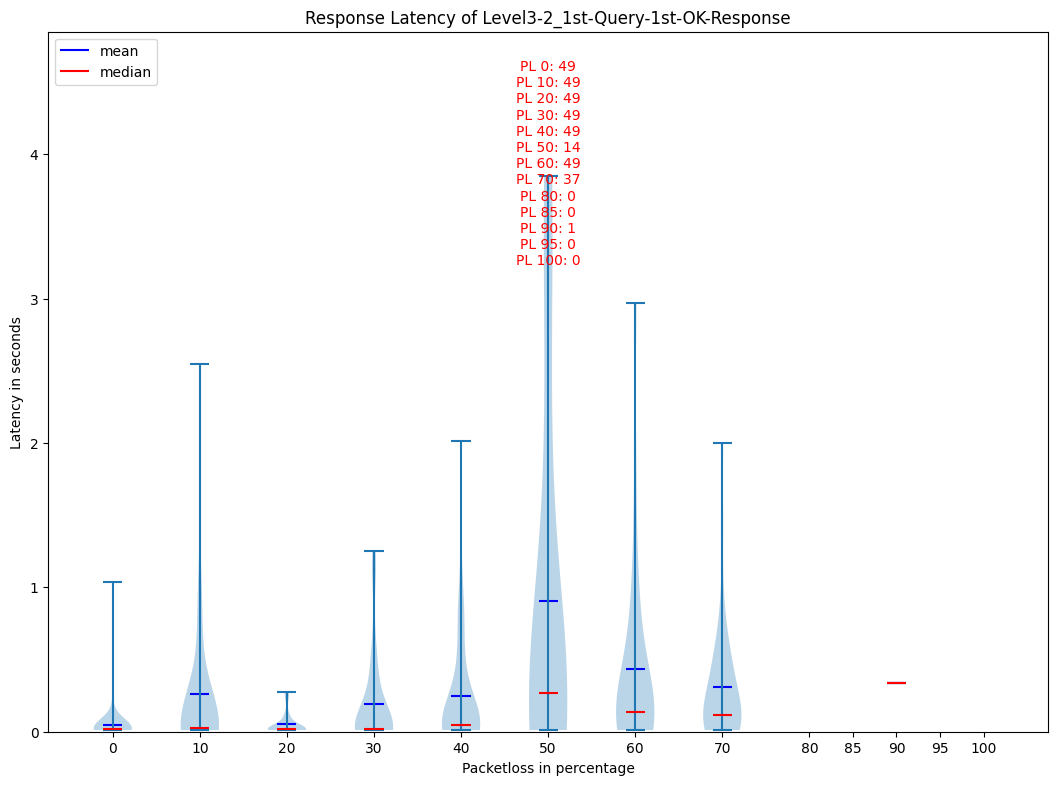 Response Latency of Level3-2_1st-Query-1st-OK-Response
mean
median
PL 0: 49
PL 10: 49
PL 20: 49
PL 30: 49
PL 40: 49
PL 50: 14
PL 60: 49
PL 70: 37
PL 80: 0
PL 85: 0
PL 90: 1
PL 95: 0
PL 100: 0
4
3
2
1
0
Latency in seconds
0 10 20 30 40 50 60 70 80 85 90 95 100
Packetloss in percentage